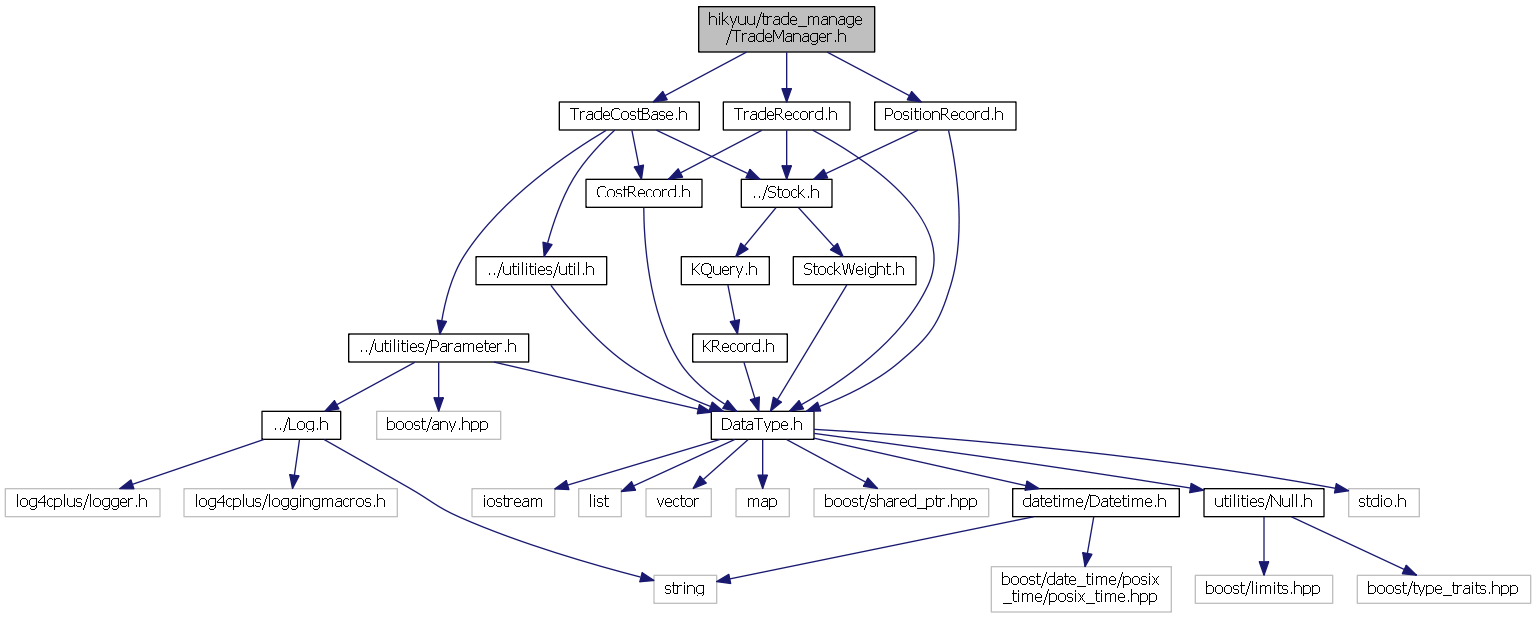 hikyuu/trade_manage
/TradeManager.h
TradeCostBase.h
TradeRecord.h
PositionRecord.h
CostRecord.h
../Stock.h
../utilities/util.h
KQuery.h
StockWeight.h
../utilities/Parameter.h
KRecord.h
../Log.h
boost/any.hpp
DataType.h
log4cplus/logger.h
log4cplus/loggingmacros.h
iostream
list
vector
map
boost/shared_ptr.hpp
datetime/Datetime.h
utilities/Null.h
stdio.h
string
boost/date_time/posix
_time/posix_time.hpp
boost/limits.hpp
boost/type_traits.hpp